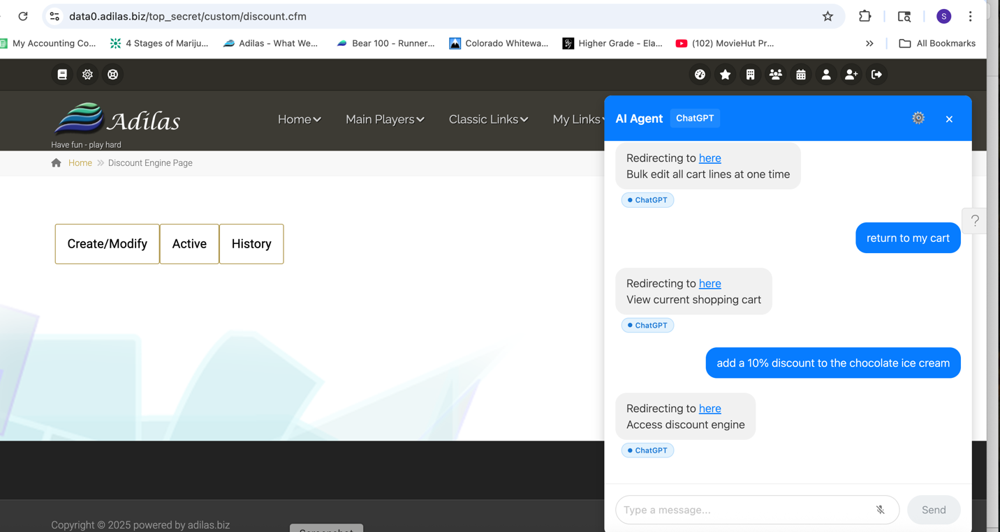 data0.adilas.biz/top_secret/custom/discount.cfm
S
My Accounting Co...
4 Stages of Mariju...
Adilas - What We...
Bear 100 - Runner...
Colorado Whitewa...
Higher Grade - Ela...
(102) MovieHut Pr...
All Bookmarks
Adilas
Have fun - play hard
Home
Main Players
Classic Links
My Links
Home
Discount Engine Page
Create/Modify
Active
History
AI Agent
ChatGPT
Redirecting to here
Bulk edit all cart lines at one time
ChatGPT
return to my cart
Redirecting to here
View current shopping cart
ChatGPT
add a 10% discount to the chocolate ice cream
Redirecting to here
Access discount engine
ChatGPT
Type a message...
Send
?
Copyright © 2025 powered by adilas.biz
Screenshot